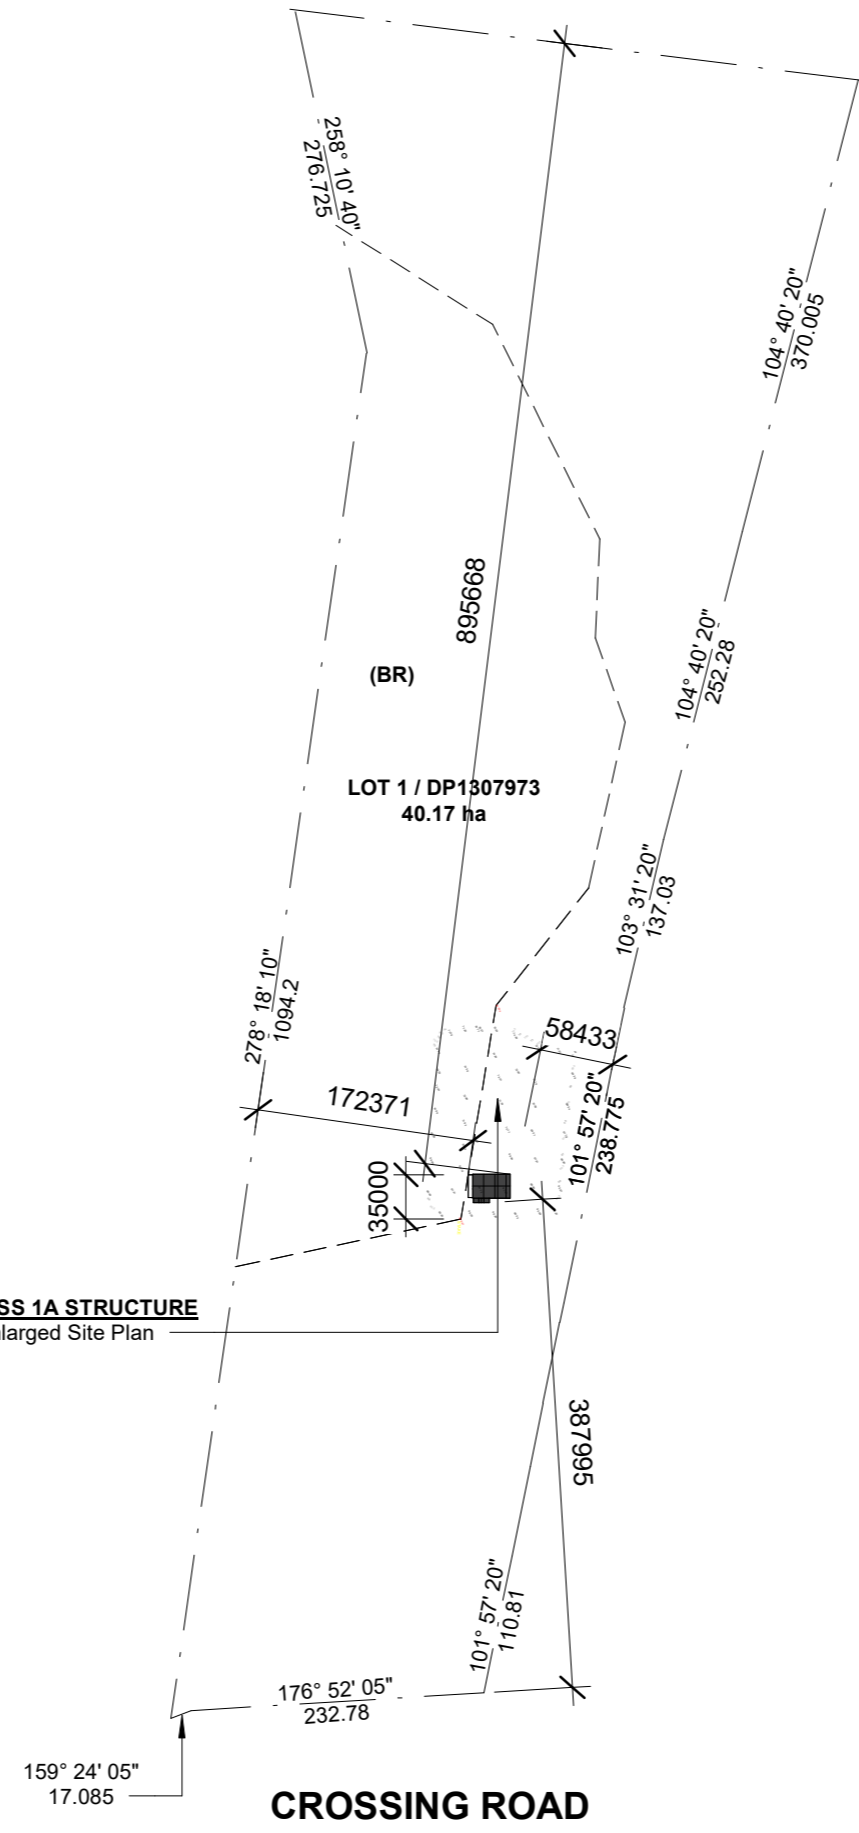 258° 10' 40"
276.725
104° 40' 20"
370.005
895668
104° 40' 20"
252.28
(BR)
LOT 1 / DP1307973
40.17 ha
103° 31' 20"
137.03
278° 18' 10"
1094.2
58433
172371
101° 57' 20"
238.775
35000
SS 1A STRUCTURE
larged Site Plan
387995
101° 57' 20"
110.81
176° 52' 05"
232.78
159° 24' 05"
17.085
CROSSING ROAD